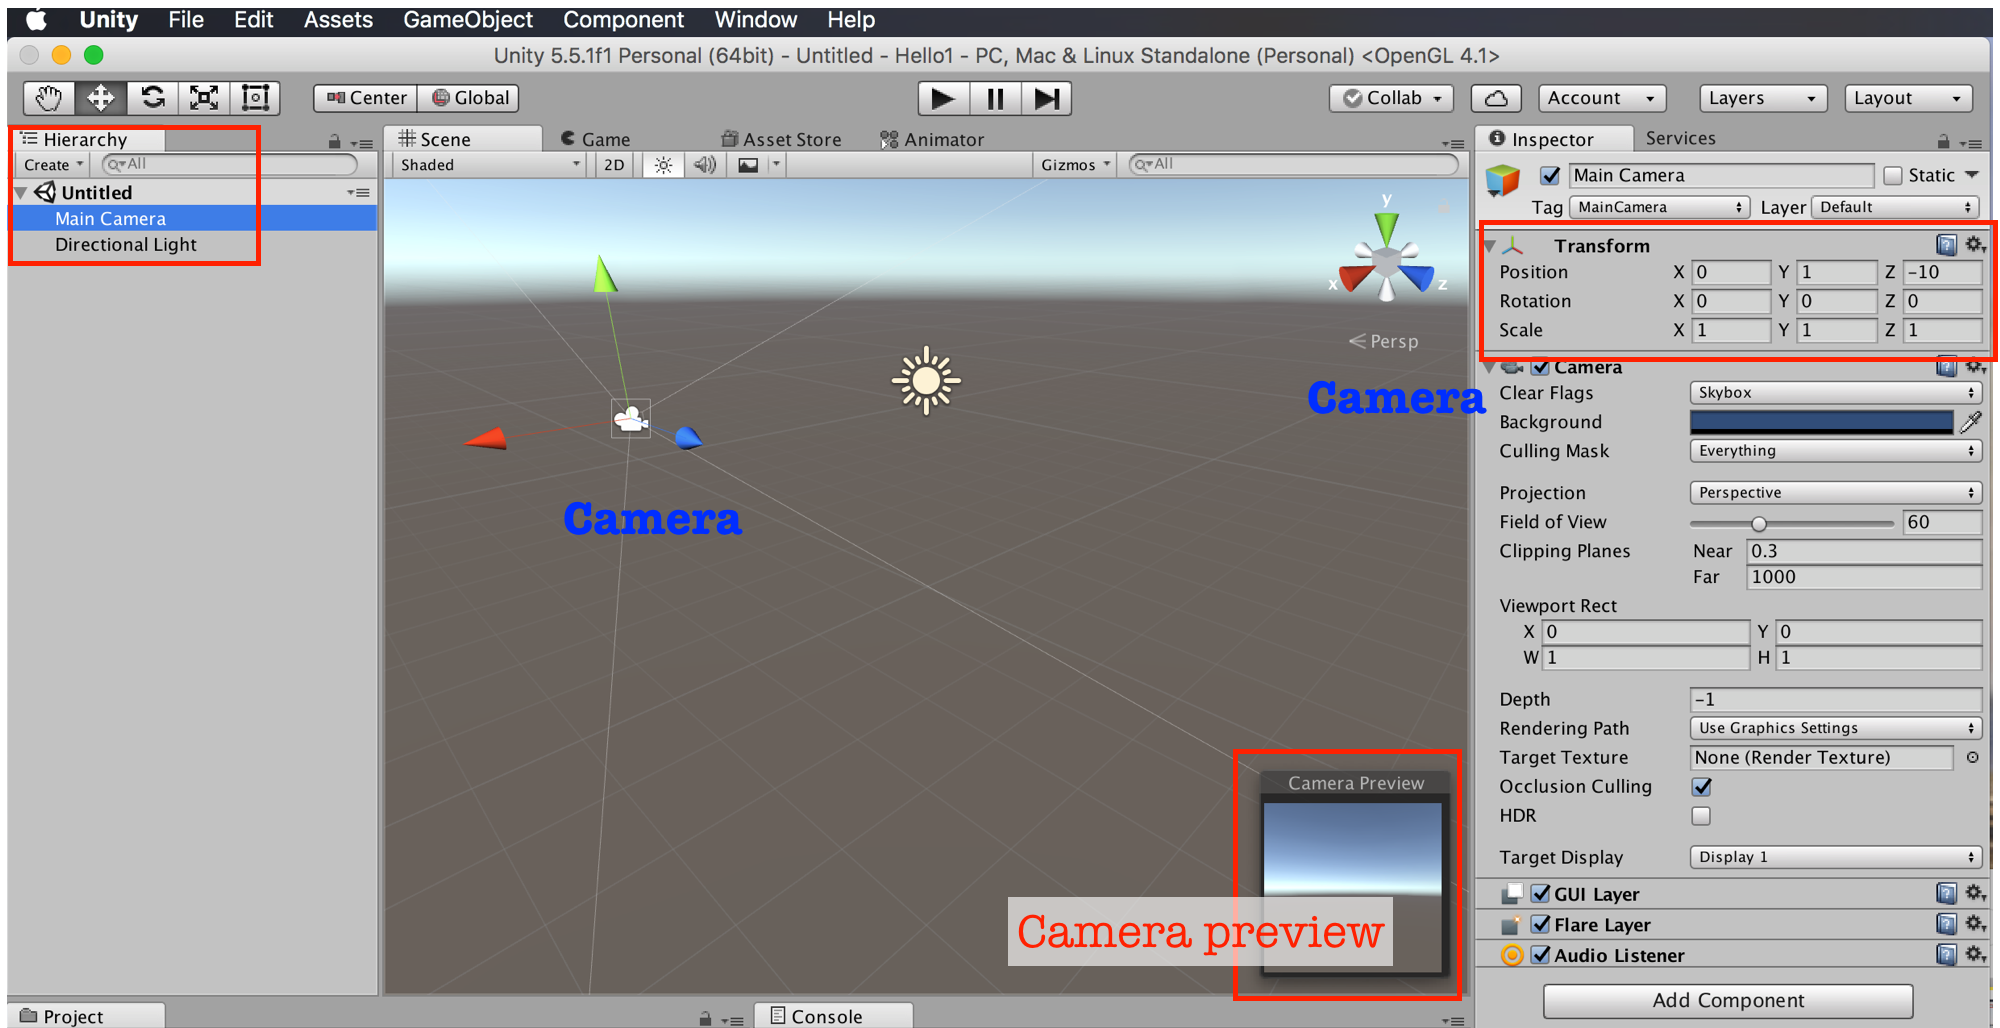 Unity File Edit Assets GameObject Component Window Help
Unity 5.5.1f1 Personal (64bit) - Untitled - Hello1 - PC, Mac & Linux Standalone (Personal) <OpenGL 4.1>
Center Global Collab Account Layers Layout
Hierarchy
Create All
Untitled
Main Camera
Directional Light
Scene Game Asset Store Animator
Shaded 2D Gizmos All
y
x z
Persp
Camera
Camera
Camera Preview
Camera preview
Inspector Services
Main Camera Static
Tag MainCamera Layer Default
Transform
Position X 0 Y 1 Z -10
Rotation X 0 Y 0 Z 0
Scale X 1 Y 1 Z 1
Camera
Clear Flags Skybox
Background
Culling Mask Everything
Projection Perspective
Field of View 60
Clipping Planes Near 0.3
Far 1000
Viewport Rect
X 0 Y 0
W 1 H 1
Depth -1
Rendering Path Use Graphics Settings
Target Texture None (Render Texture)
Occlusion Culling
HDR
Target Display Display 1
GUI Layer
Flare Layer
Audio Listener
Add Component
Project Console